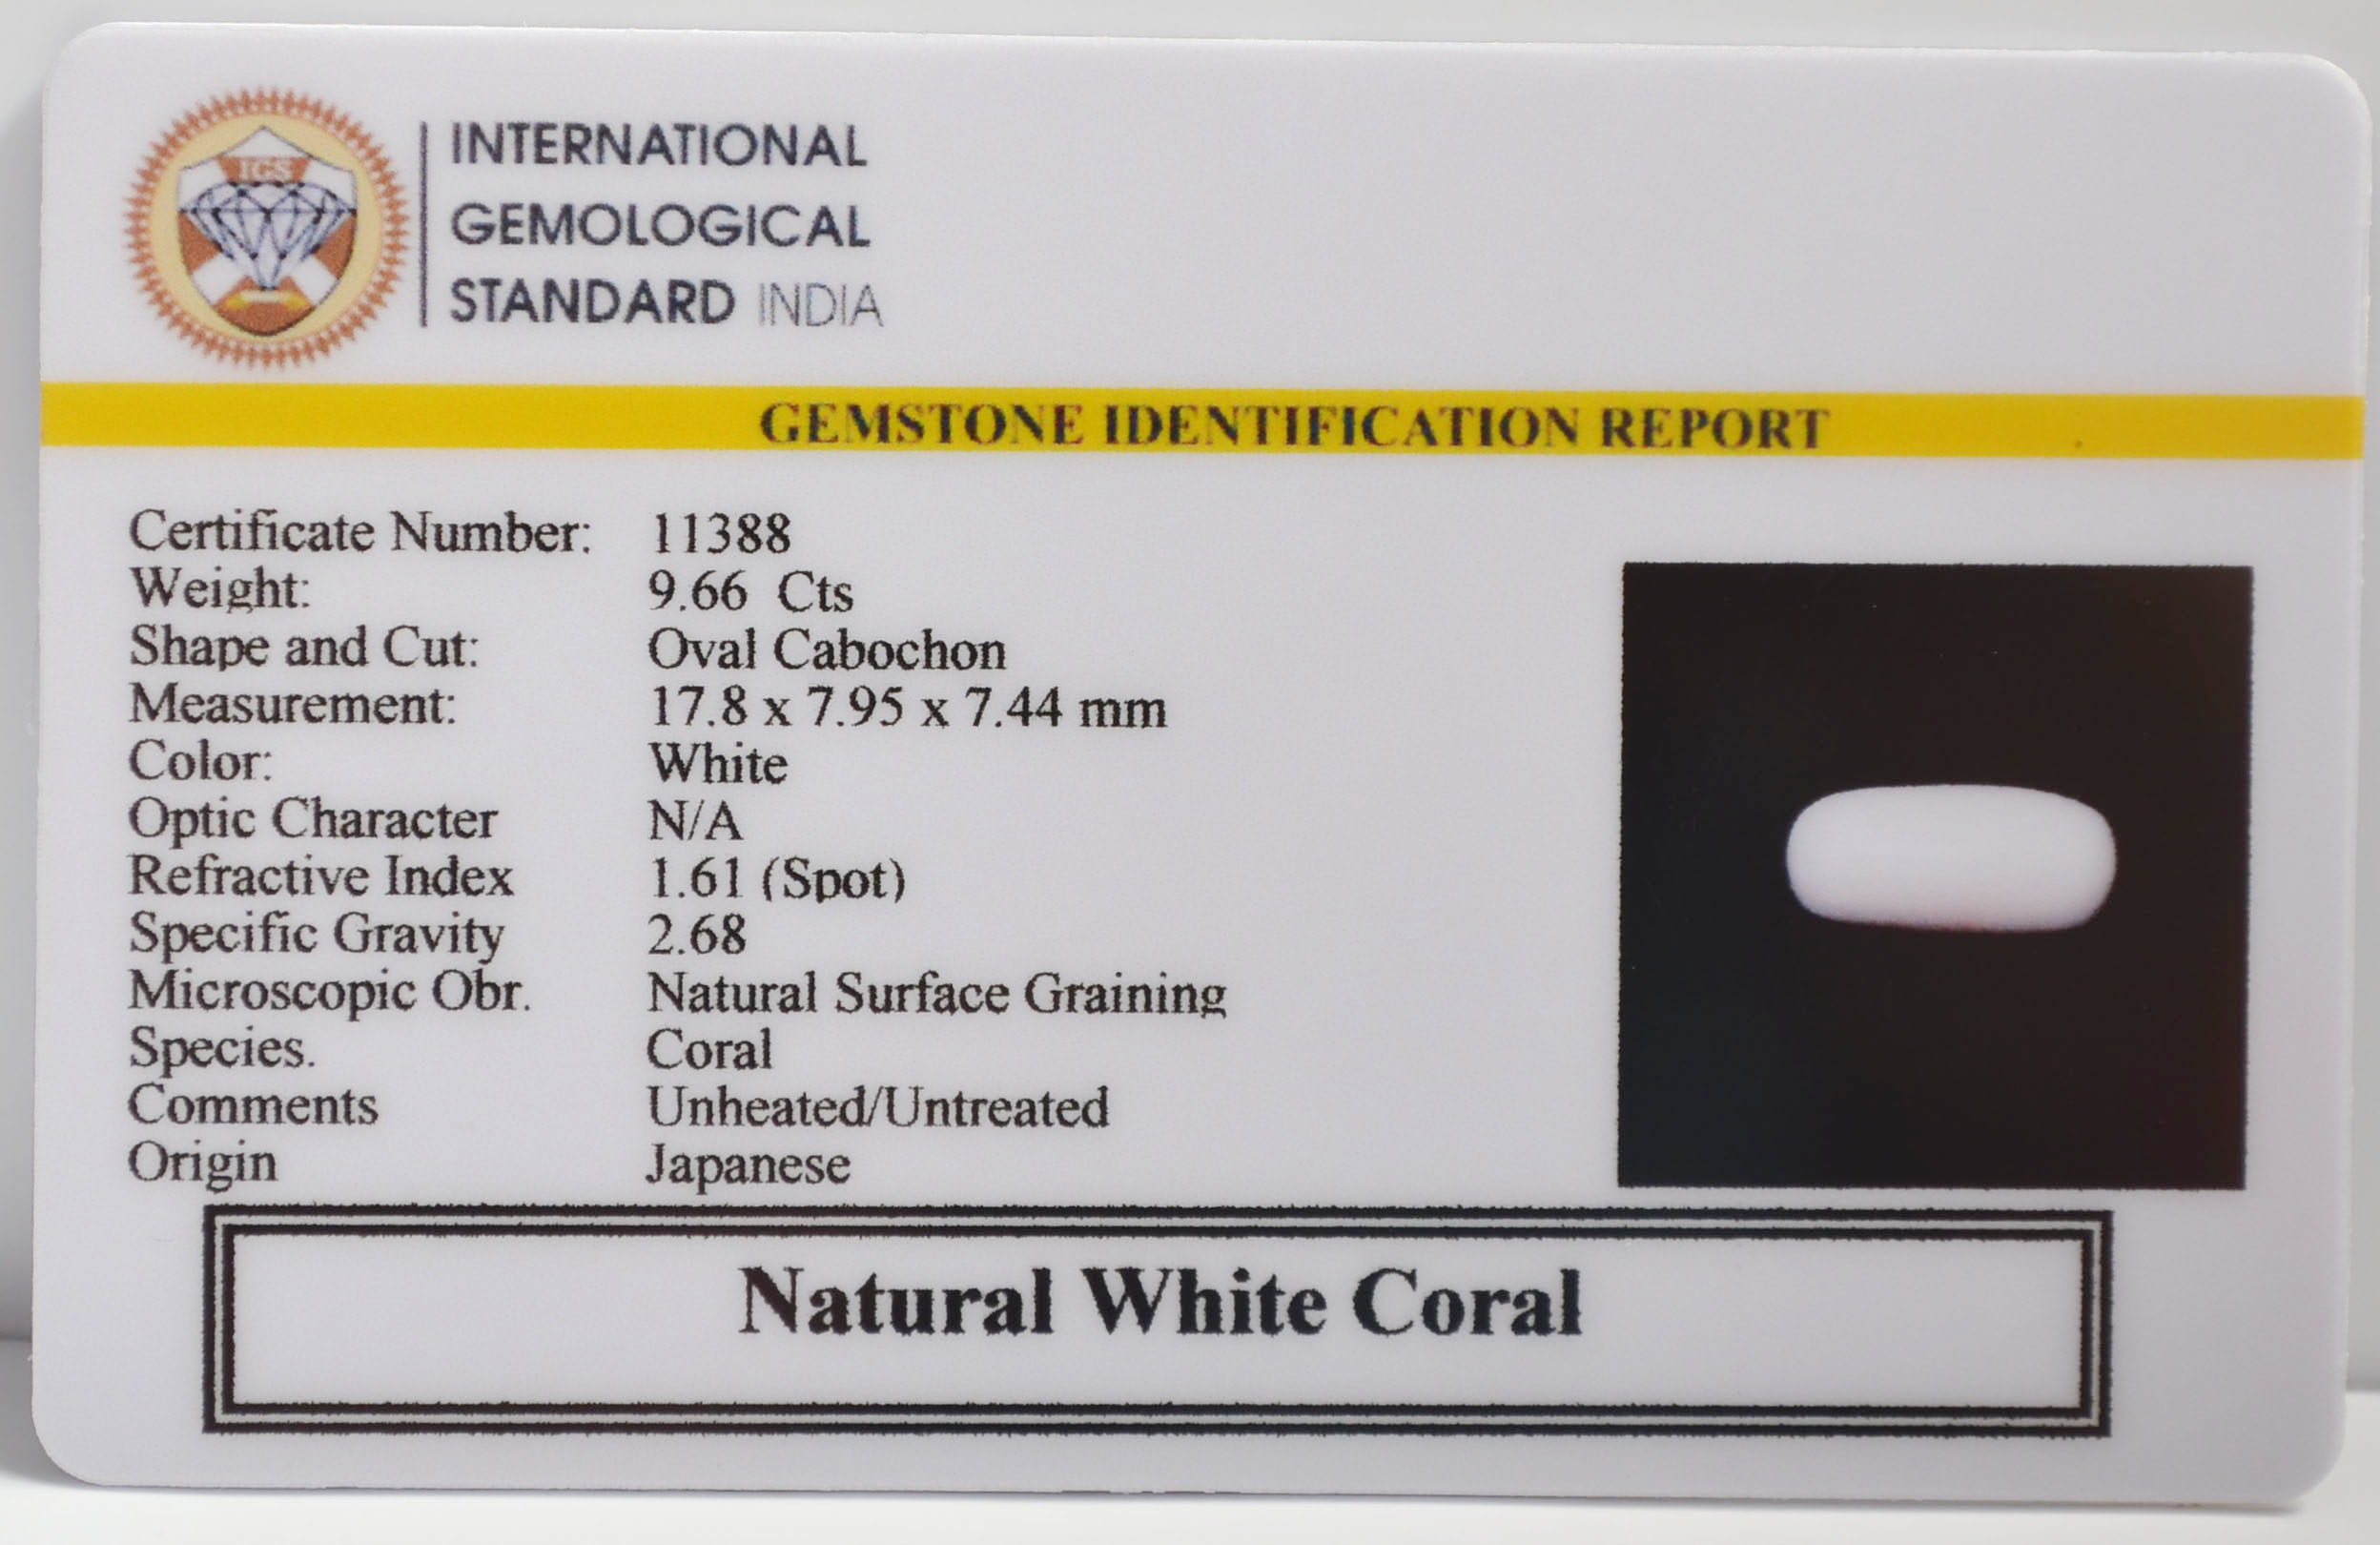 IGS
INTERNATIONAL
GEMOLOGICAL
STANDARD INDIA
GEMSTONE IDENTIFICATION REPORT
Certificate Number: 11388
Weight: 9.66 Cts
Shape and Cut: Oval Cabochon
Measurement: 17.8 x 7.95 x 7.44 mm
Color: White
Optic Character N/A
Refractive Index 1.61 (Spot)
Specific Gravity 2.68
Microscopic Obr. Natural Surface Graining
Species. Coral
Comments Unheated/Untreated
Origin Japanese
Natural White Coral